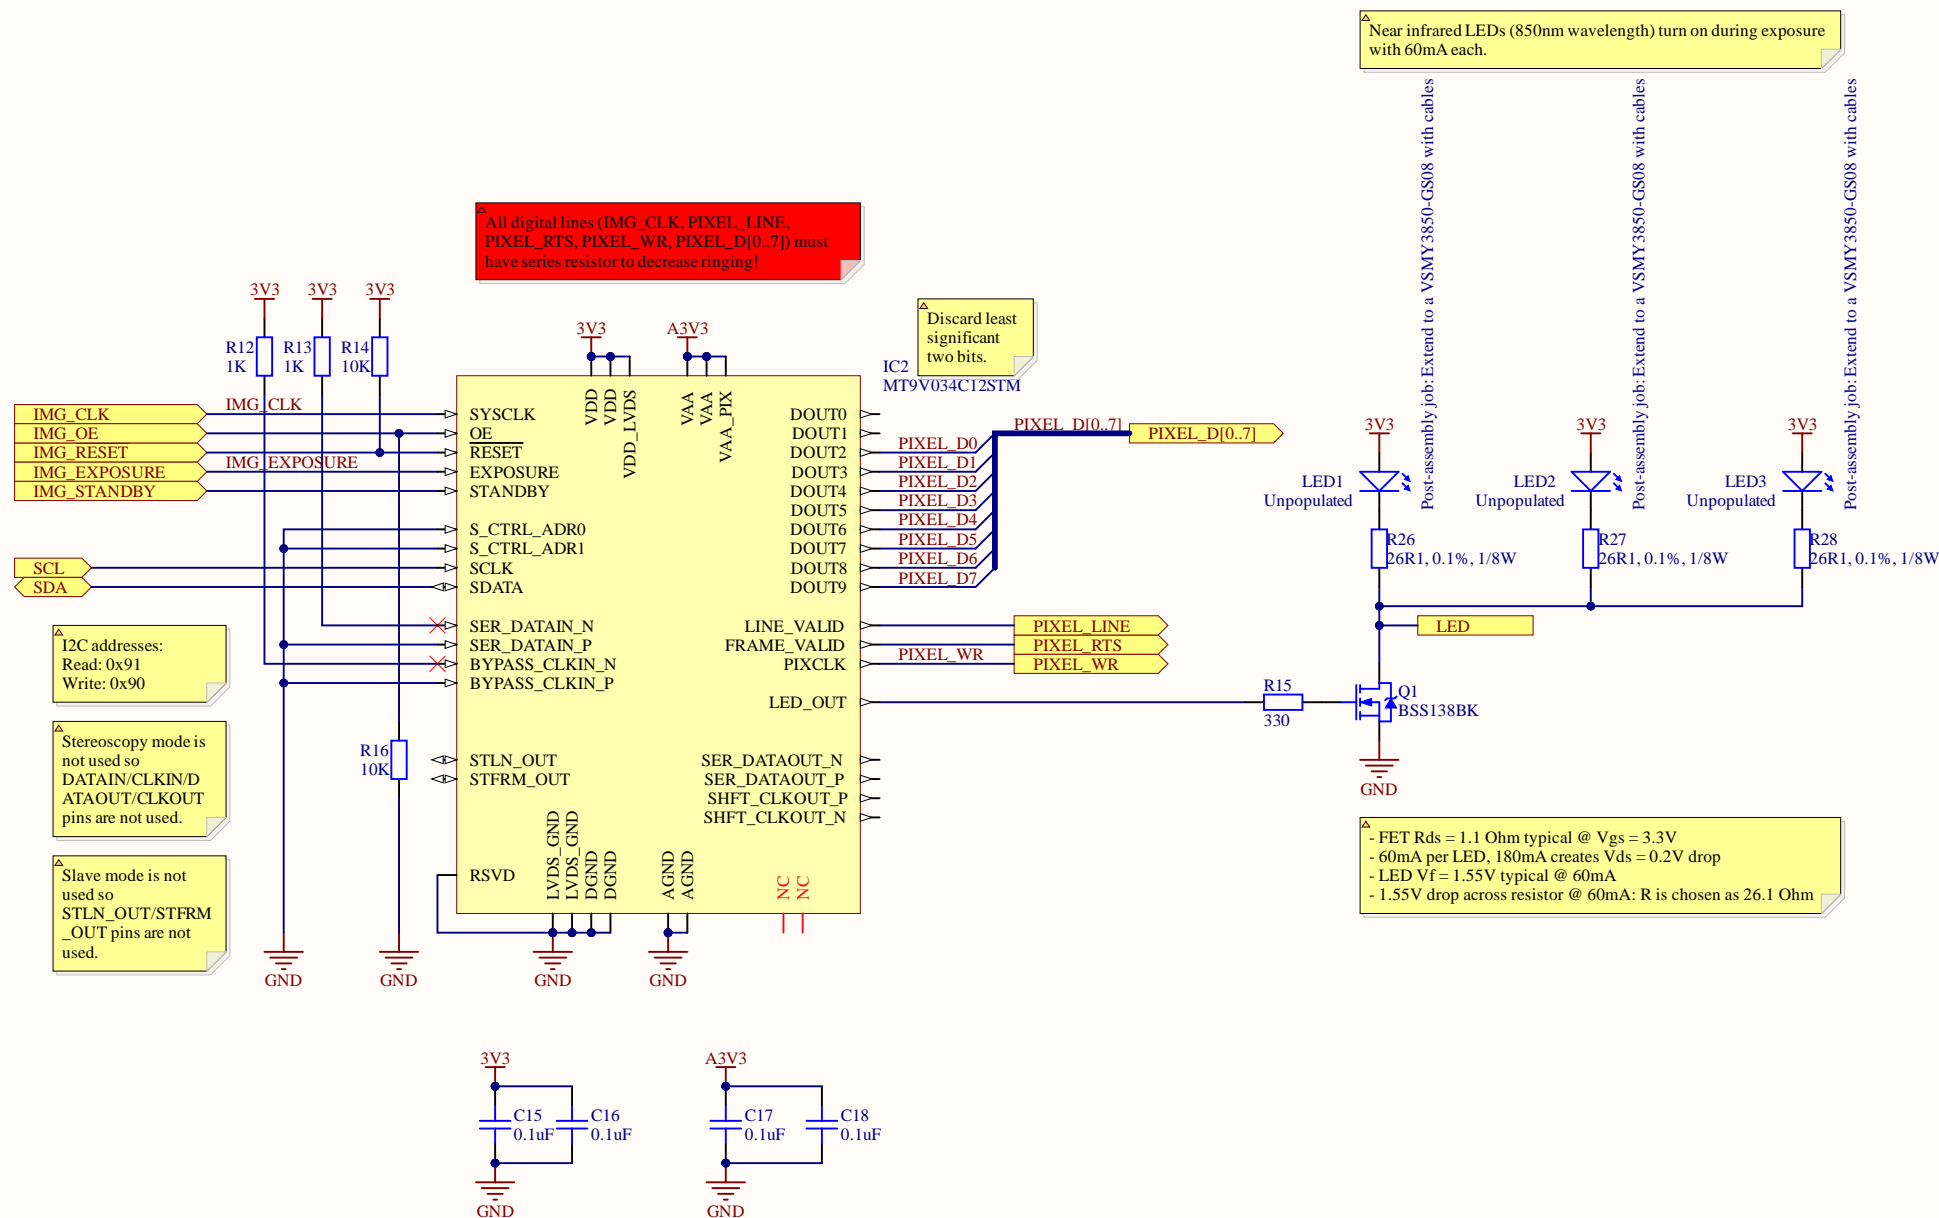 Near infrared LEDs (850nm wavelength) turn on during exposure
with 60mA each.
Post-assembly job: Extend to a VSMY3850-GS08 with cables
Post-assembly job: Extend to a VSMY3850-GS08 with cables
Post-assembly job: Extend to a VSMY3850-GS08 with cables
All digital lines (IMG_CLK, PIXEL_LINE,
PIXEL_RTS, PIXEL_WR, PIXEL_D[0..7]) must
have series resistor to decrease ringing!
3V3
3V3
3V3
R12
1K
R13
1K
R14
10K
3V3
A3V3
Discard least
significant
two bits.
IC2
MT9V034C12STM
IMG_CLK
IMG_OE
IMG_RESET
IMG_EXPOSURE
IMG_STANDBY
IMG_CLK
IMG_EXPOSURE
SCL
SDA
SYSCLK
OE
RESET
EXPOSURE
STANDBY
S_CTRL_ADR0
S_CTRL_ADR1
SCLK
SDATA
SER_DATAIN_N
SER_DATAIN_P
BYPASS_CLKIN_N
BYPASS_CLKIN_P
STLN_OUT
STFRM_OUT
RSVD
VDD
VDD
VDD_LVDS
VAA
VAA
VAA_PIX
DOUT0
DOUT1
DOUT2
DOUT3
DOUT4
DOUT5
DOUT6
DOUT7
DOUT8
DOUT9
LINE_VALID
FRAME_VALID
PIXCLK
LED_OUT
SER_DATAOUT_N
SER_DATAOUT_P
SHFT_CLKOUT_P
SHFT_CLKOUT_N
LVDS_GND
LVDS_GND
DGND
DGND
AGND
AGND
NC
NC
PIXEL_D0
PIXEL_D1
PIXEL_D2
PIXEL_D3
PIXEL_D4
PIXEL_D5
PIXEL_D6
PIXEL_D7
PIXEL_D[0..7]
PIXEL_D[0..7]
PIXEL_WR
PIXEL_LINE
PIXEL_RTS
PIXEL_WR
3V3
3V3
3V3
LED1
Unpopulated
LED2
Unpopulated
LED3
Unpopulated
R26
26R1, 0.1%, 1/8W
R27
26R1, 0.1%, 1/8W
R28
26R1, 0.1%, 1/8W
LED
R15
330
Q1
BSS138BK
GND
I2C addresses:
Read: 0x91
Write: 0x90
Stereoscopy mode is
not used so
DATAIN/CLKIN/D
ATAOUT/CLKOUT
pins are not used.
Slave mode is not
used so
STLN_OUT/STFRM
_OUT pins are not
used.
R16
10K
GND
GND
GND
GND
- FET Rds = 1.1 Ohm typical @ Vgs = 3.3V
- 60mA per LED, 180mA creates Vds = 0.2V drop
- LED Vf = 1.55V typical @ 60mA
- 1.55V drop across resistor @ 60mA: R is chosen as 26.1 Ohm
3V3
C15
0.1uF
C16
0.1uF
GND
A3V3
C17
0.1uF
C18
0.1uF
GND